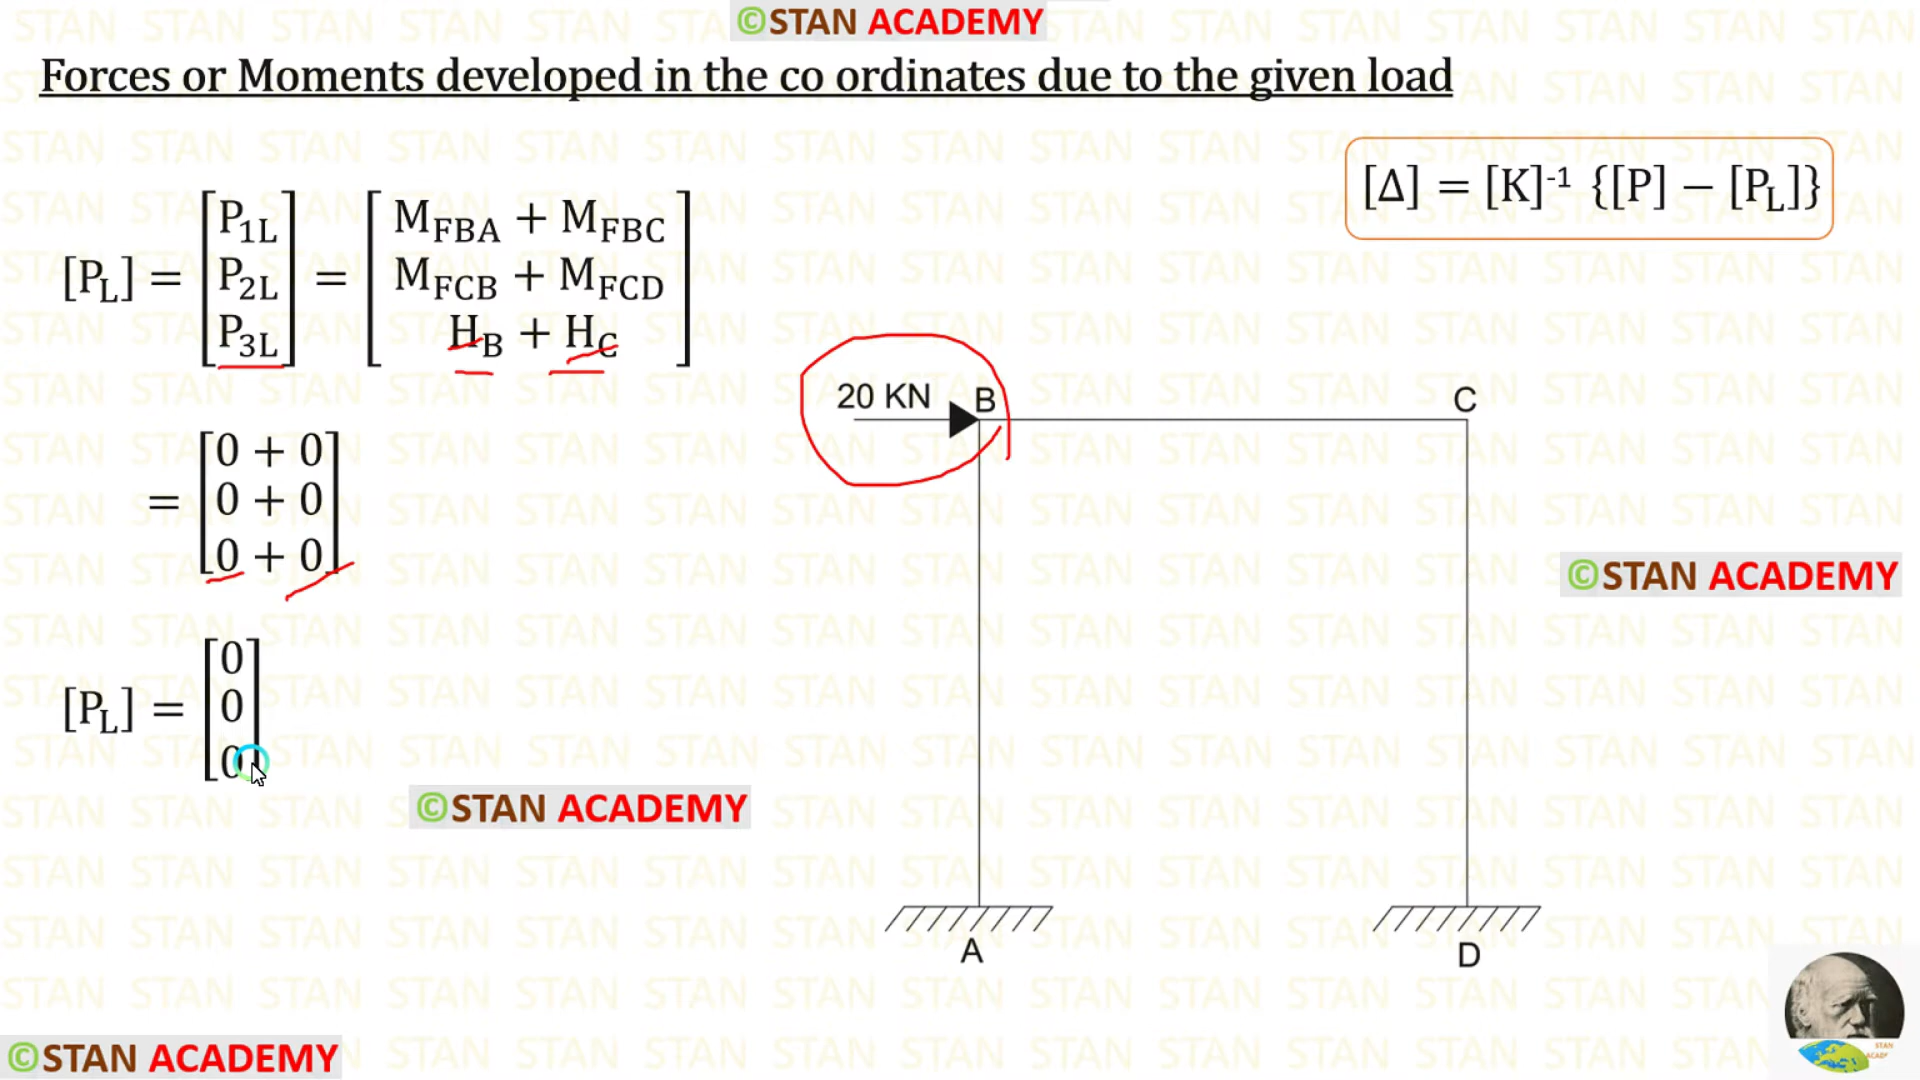 ©STAN ACADEMY
Forces or Moments developed in the co ordinates due to the given load
[Δ] = [K]⁻¹ {[P] − [P_L]}
[P_L] = [P_1L P_2L P_3L] = [M_FBA + M_FBC
M_FCB + M_FCD
H_B + H_C]
20 KN
B
C
= [0 + 0
0 + 0
0 + 0]
©STAN ACADEMY
[P_L] = [0
0
0]
©STAN ACADEMY
A
D
©STAN ACADEMY
STAN